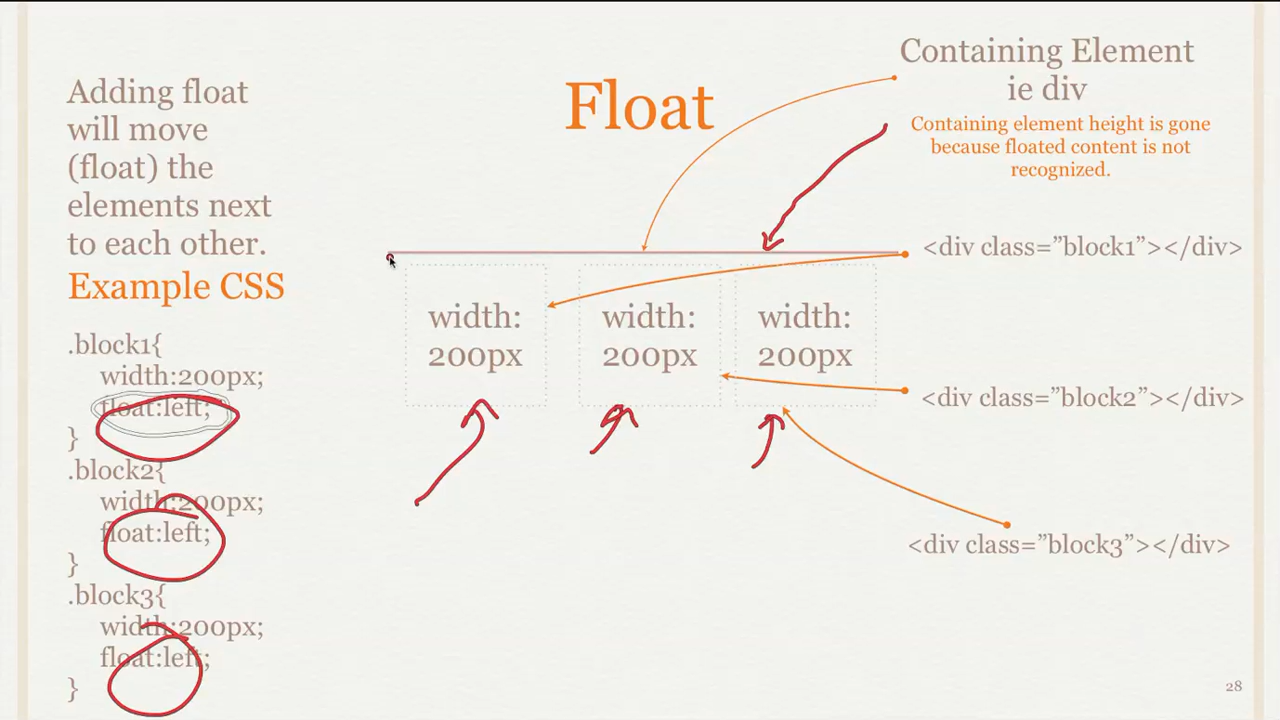 Adding float
will move
(float) the
elements next
to each other.
Example CSS
.block1{
width:200px;
float:left;
}
.block2{
width:200px;
float:left;
}
.block3{
width:200px;
float:left;
}
Float
Containing Element
ie div
Containing element height is gone
because floated content is not
recognized.
width:
200px
width:
200px
width:
200px
<div class=”block1”></div>
<div class=”block2”></div>
<div class=”block3”></div>
28